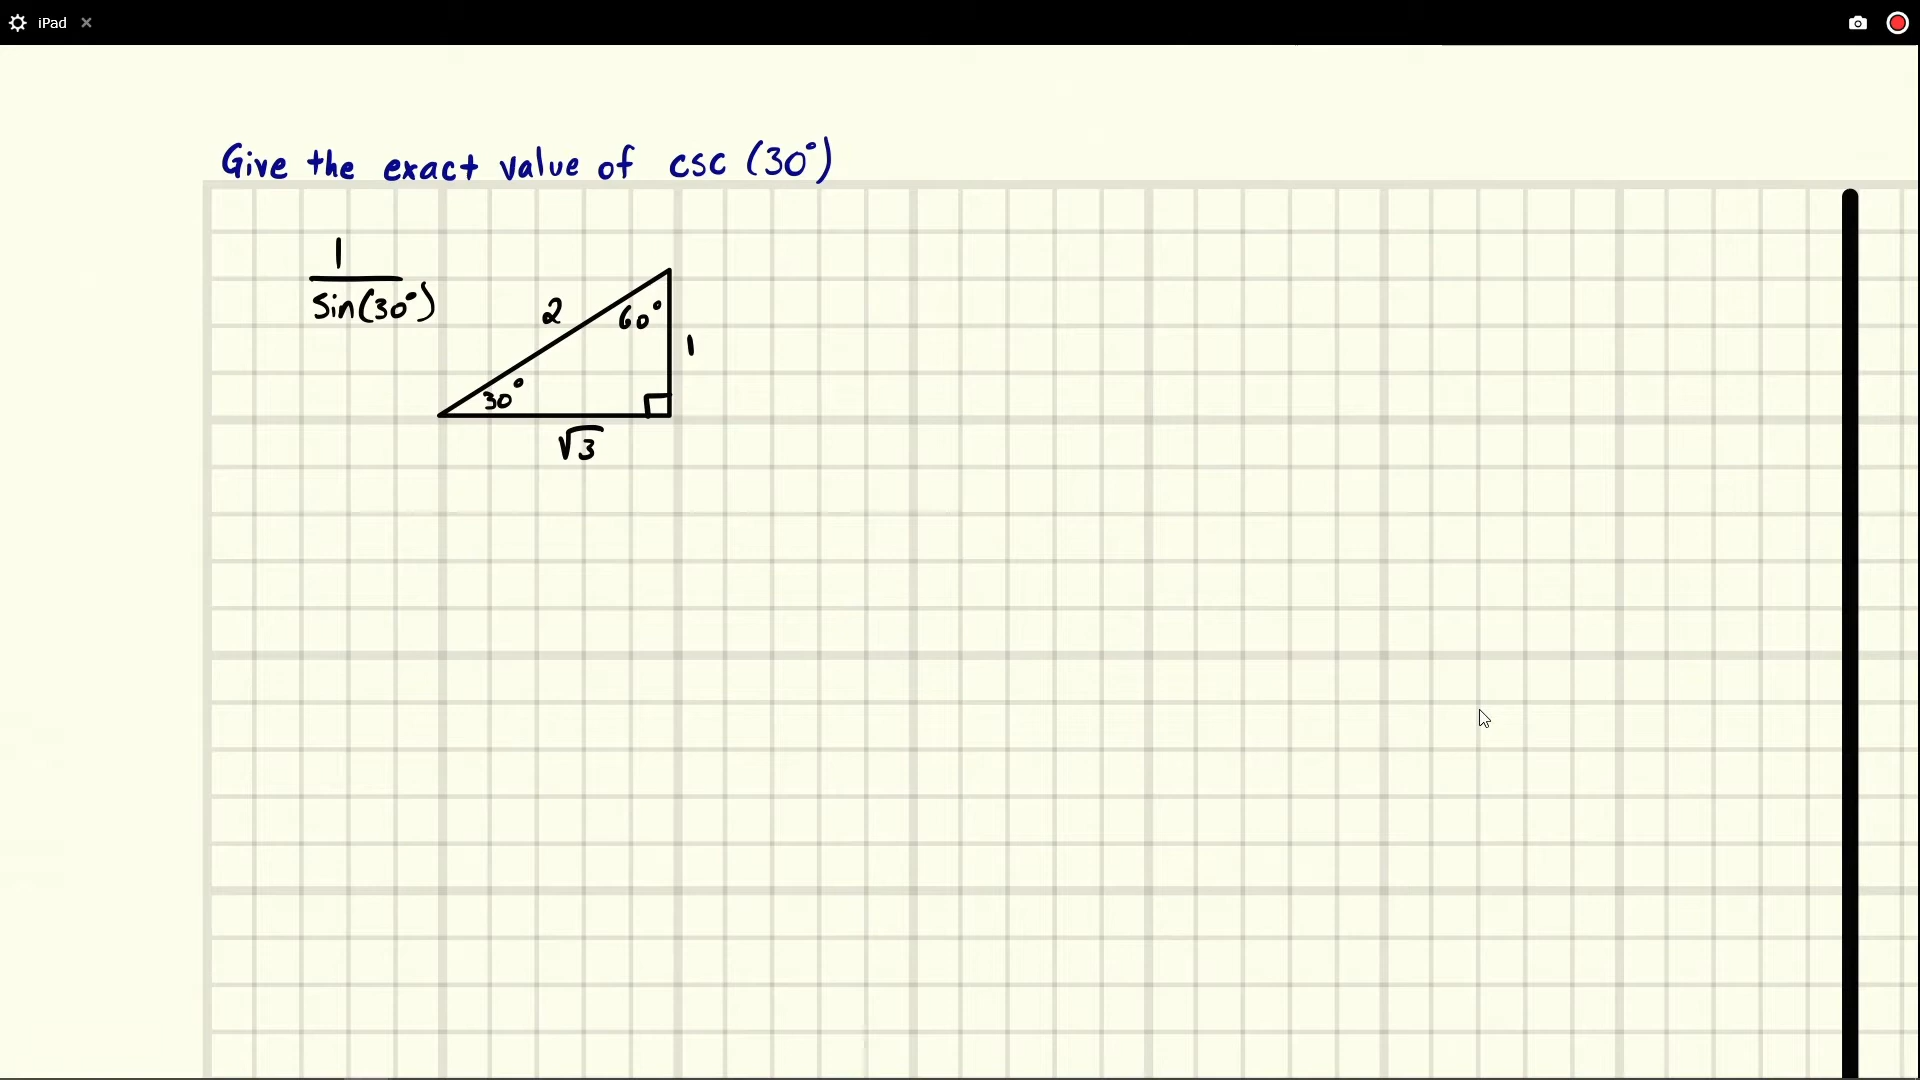 iPad
Give the exact value of csc (30°)
1
sin(30°)
2
60°
1
30°
√3